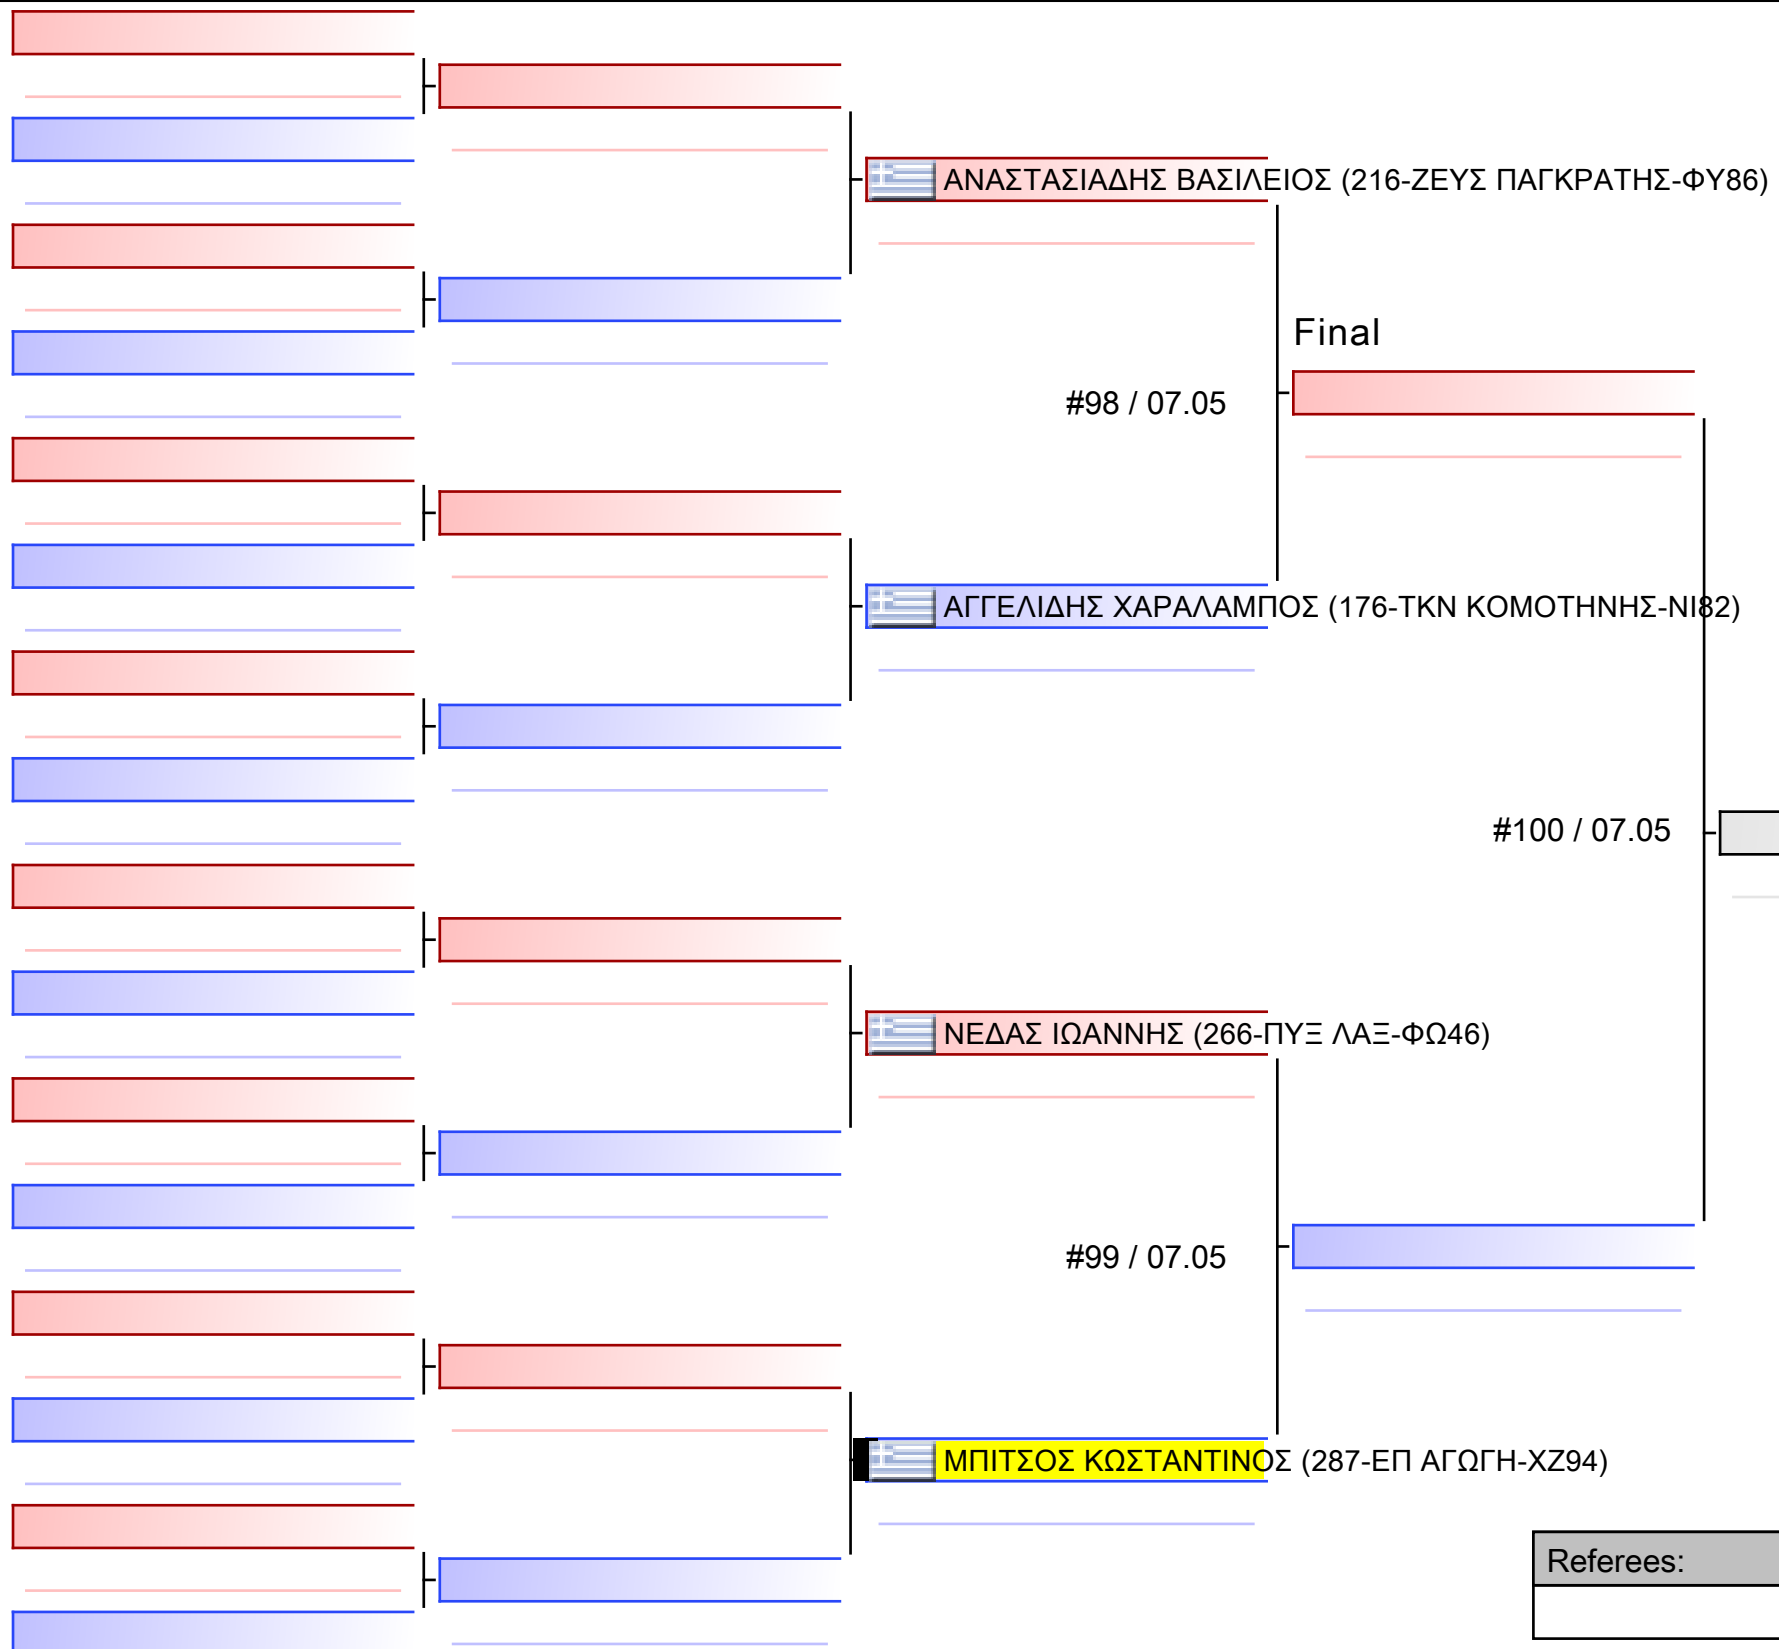 ΑΝΑΣΤΑΣΙΑΔΗΣ ΒΑΣΙΛΕΙΟΣ (216-ΖΕΥΣ ΠΑΓΚΡΑΤΗΣ-ΦΥ86)
Final
#98 / 07.05
ΑΓΓΕΛΙΔΗΣ ΧΑΡΑΛΑΜΠΟΣ (176-ΤΚΝ ΚΟΜΟΤΗΝΗΣ-ΝΙ82)
#100 / 07.05
ΝΕΔΑΣ ΙΩΑΝΝΗΣ (266-ΠΥΞ ΛΑΞ-ΦΩ46)
#99 / 07.05
ΜΠΙΤΣΟΣ ΚΩΣΤΑΝΤΙΝΟΣ (287-ΕΠ ΑΓΩΓΗ-ΧΖ94)
Referees: